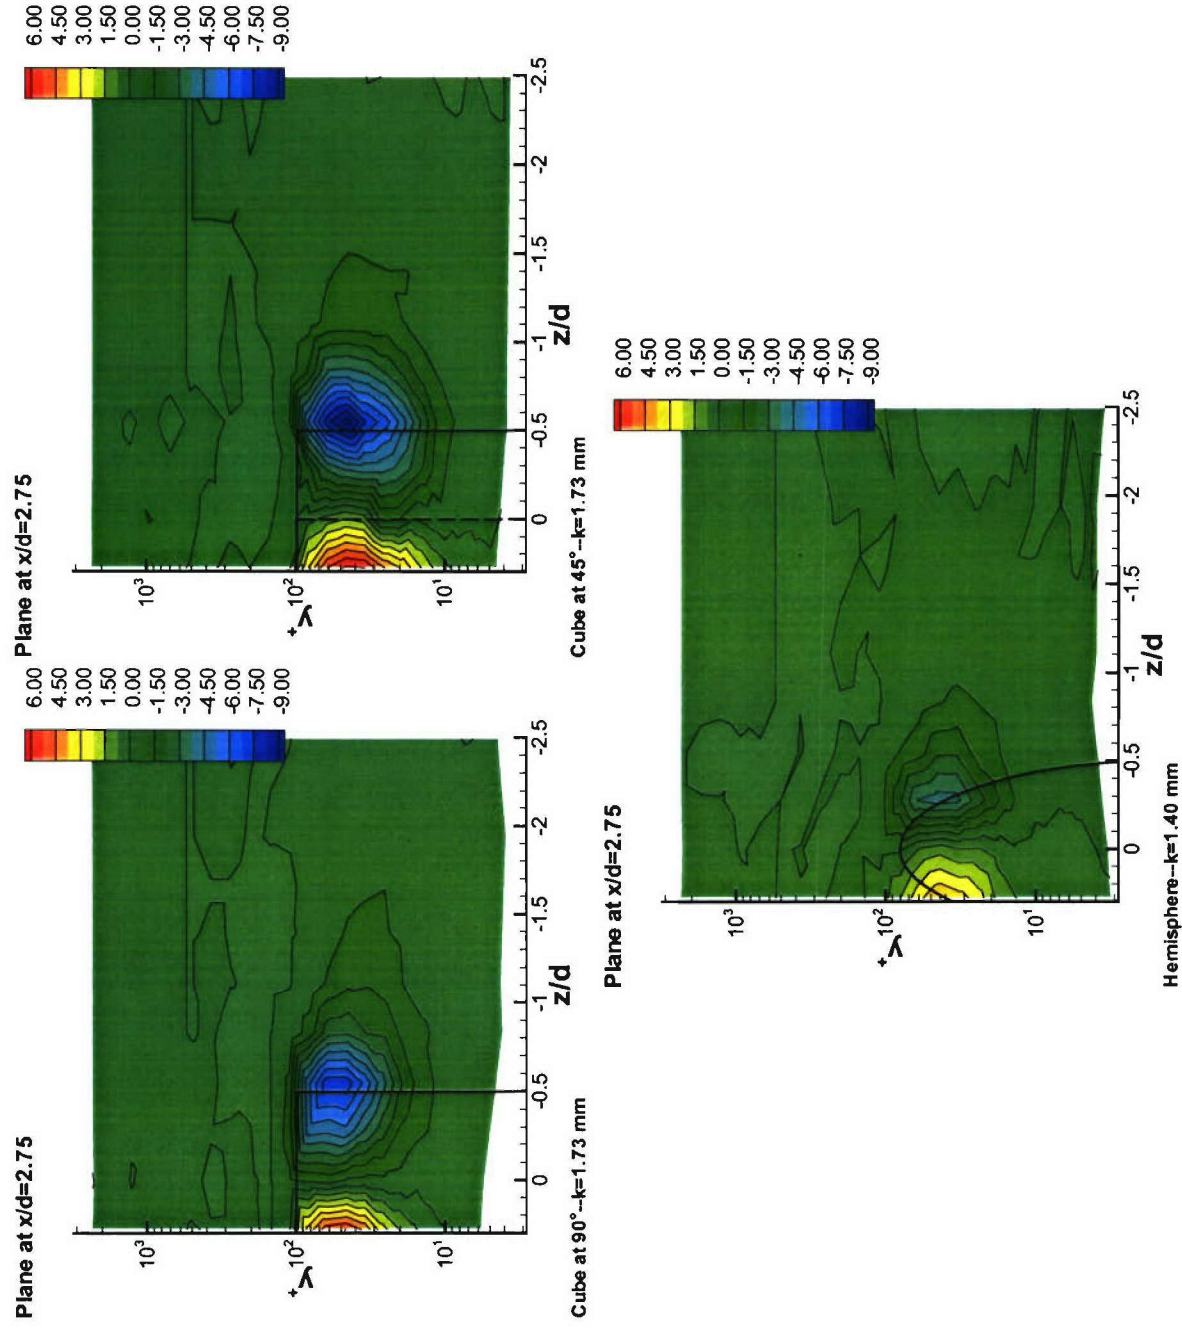 Plane at x/d=2.75
6.00
4.50
3.00
1.50
0.00
-1.50
-3.00
-4.50
-6.00
-7.50
-9.00
10³
10²
y⁺
10¹
0 -0.5 -1 -1.5 -2 -2.5
z/d
Cube at 90°--k=1.73 mm
Plane at x/d=2.75
6.00
4.50
3.00
1.50
0.00
-1.50
-3.00
-4.50
-6.00
-7.50
-9.00
10³
10²
y⁺
10¹
0 -0.5 -1 -1.5 -2 -2.5
z/d
Cube at 45°--k=1.73 mm
Plane at x/d=2.75
6.00
4.50
3.00
1.50
0.00
-1.50
-3.00
-4.50
-6.00
-7.50
-9.00
10³
10²
y⁺
10¹
0 -0.5 -1 -1.5 -2 -2.5
z/d
Hemisphere--k=1.40 mm